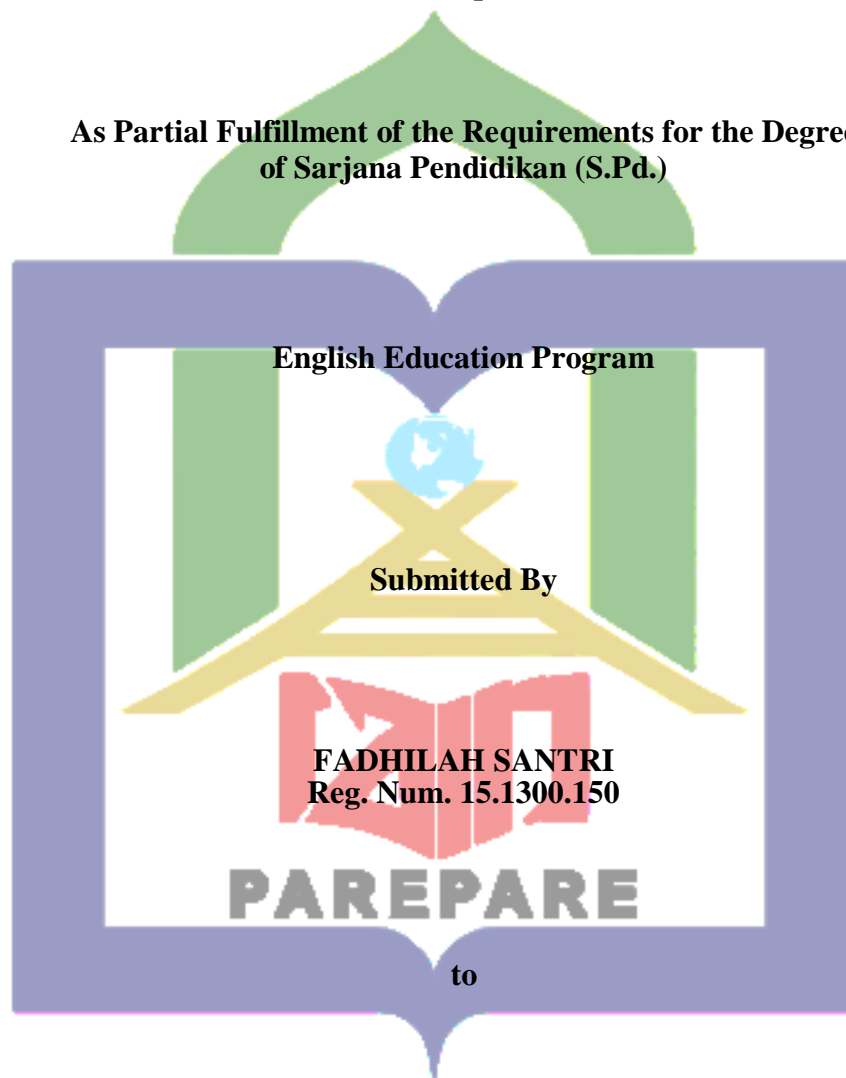 As Partial Fulfillment of the Requirements for the Degree
of Sarjana Pendidikan (S.Pd.)
English Education Program
Submitted By
FADHILAH SANTRI
Reg. Num. 15.1300.150
iain
PAREPARE
to